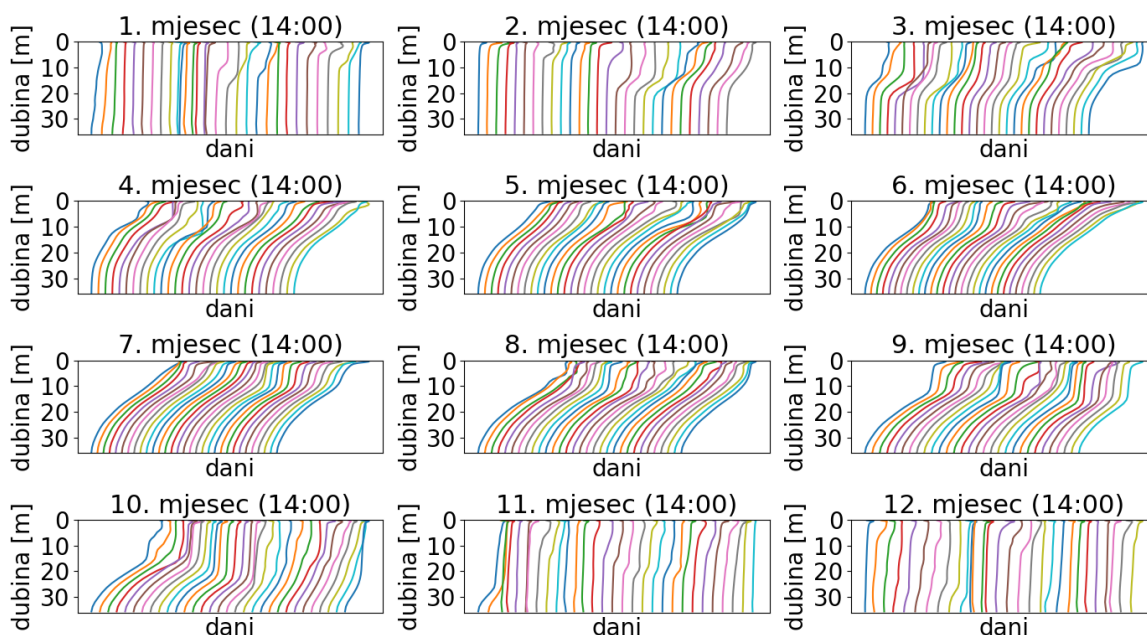 1. mjesec (14:00)
2. mjesec (14:00)
3. mjesec (14:00)
dubina [m]
0
10
20
30
dani
dubina [m]
0
10
20
30
dani
dubina [m]
0
10
20
30
dani
4. mjesec (14:00)
5. mjesec (14:00)
6. mjesec (14:00)
dubina [m]
0
10
20
30
dani
dubina [m]
0
10
20
30
dani
dubina [m]
0
10
20
30
dani
7. mjesec (14:00)
8. mjesec (14:00)
9. mjesec (14:00)
dubina [m]
0
10
20
30
dani
dubina [m]
0
10
20
30
dani
dubina [m]
0
10
20
30
dani
10. mjesec (14:00)
11. mjesec (14:00)
12. mjesec (14:00)
dubina [m]
0
10
20
30
dani
dubina [m]
0
10
20
30
dani
dubina [m]
0
10
20
30
dani